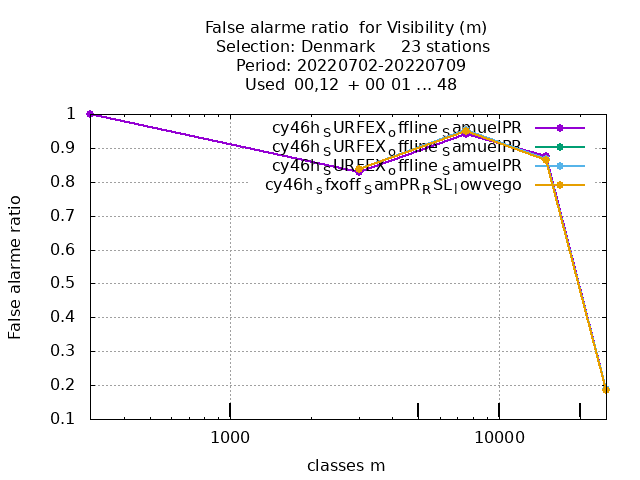 False alarme ratio  for Visibility (m)
Selection: Denmark     23 stations
Period: 20220702-20220709
Used  00,12  + 00 01 ... 48
cy46h_SURFEX_offline_SamuelPR
cy46h_SURFEX_offline_SamuelPR
cy46h_SURFEX_offline_SamuelPR
cy46h_sfxoff_SamPR_RSL_lowvego
False alarme ratio
1
0.9
0.8
0.7
0.6
0.5
0.4
0.3
0.2
0.1
1000 10000
classes m